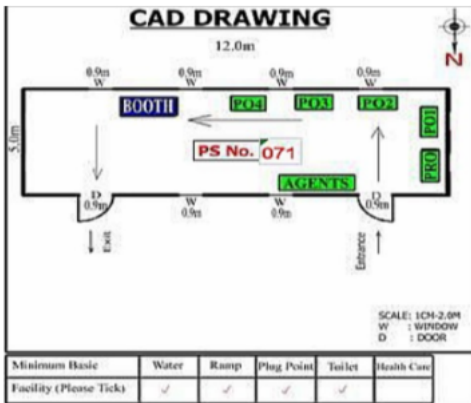 CAD DRAWING
12.0m
N
0.9m 0.9m 0.9m 0.9m
W W W W
BOOTH PO4 PO3 PO2
PO1
5.0m
PS No. 071
PRO
AGENTS
D W W D
0.9m 0.9m 0.9m 0.9m
Exit
Entrance
SCALE: 1CM-2.0M
W : WINDOW
D : DOOR
Minimum Basic Water Ramp Plug Point Toilet Health Care
Facility (Please Tick) ✓ ✓ ✓ ✓